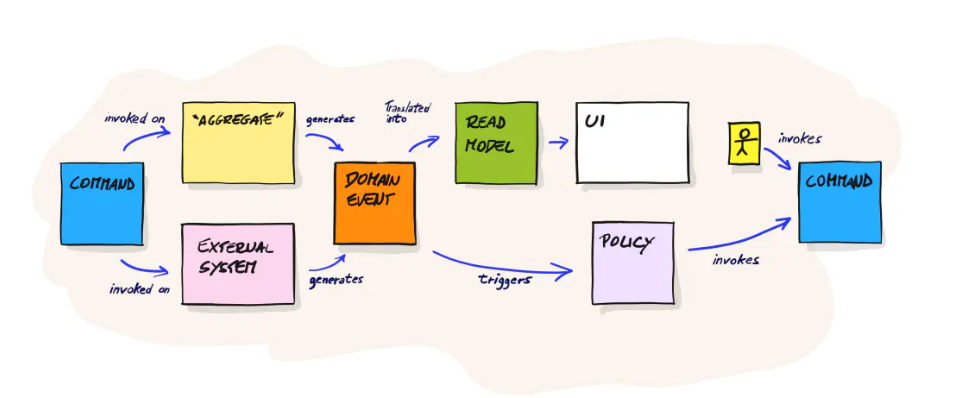 invoked on
"AGGREGATE"
generates
Translated
into
READ
MODEL
UI
invokes
COMMAND
DOMAIN
EVENT
COMMAND
EXTERNAL
SYSTEM
POLICY
invoked on
generates
triggers
invokes